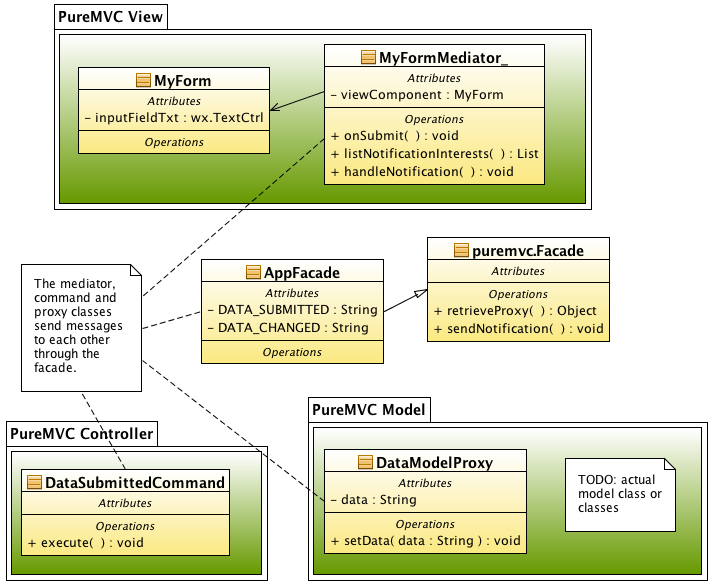 PureMVC View
MyForm
Attributes
- inputFieldTxt : wx.TextCtrl
Operations
MyFormMediator_
Attributes
- viewComponent : MyForm
Operations
+ onSubmit( ) : void
+ listNotificationInterests( ) : List
+ handleNotification( ) : void
The mediator,
command and
proxy classes
send messages
to each other
through the
facade.
AppFacade
Attributes
- DATA_SUBMITTED : String
- DATA_CHANGED : String
Operations
puremvc.Facade
Attributes
Operations
+ retrieveProxy( ) : Object
+ sendNotification( ) : void
PureMVC Controller
DataSubmittedCommand
Attributes
Operations
+ execute( ) : void
PureMVC Model
DataModelProxy
Attributes
- data : String
Operations
+ setData( data : String ) : void
TODO: actual
model class or
classes